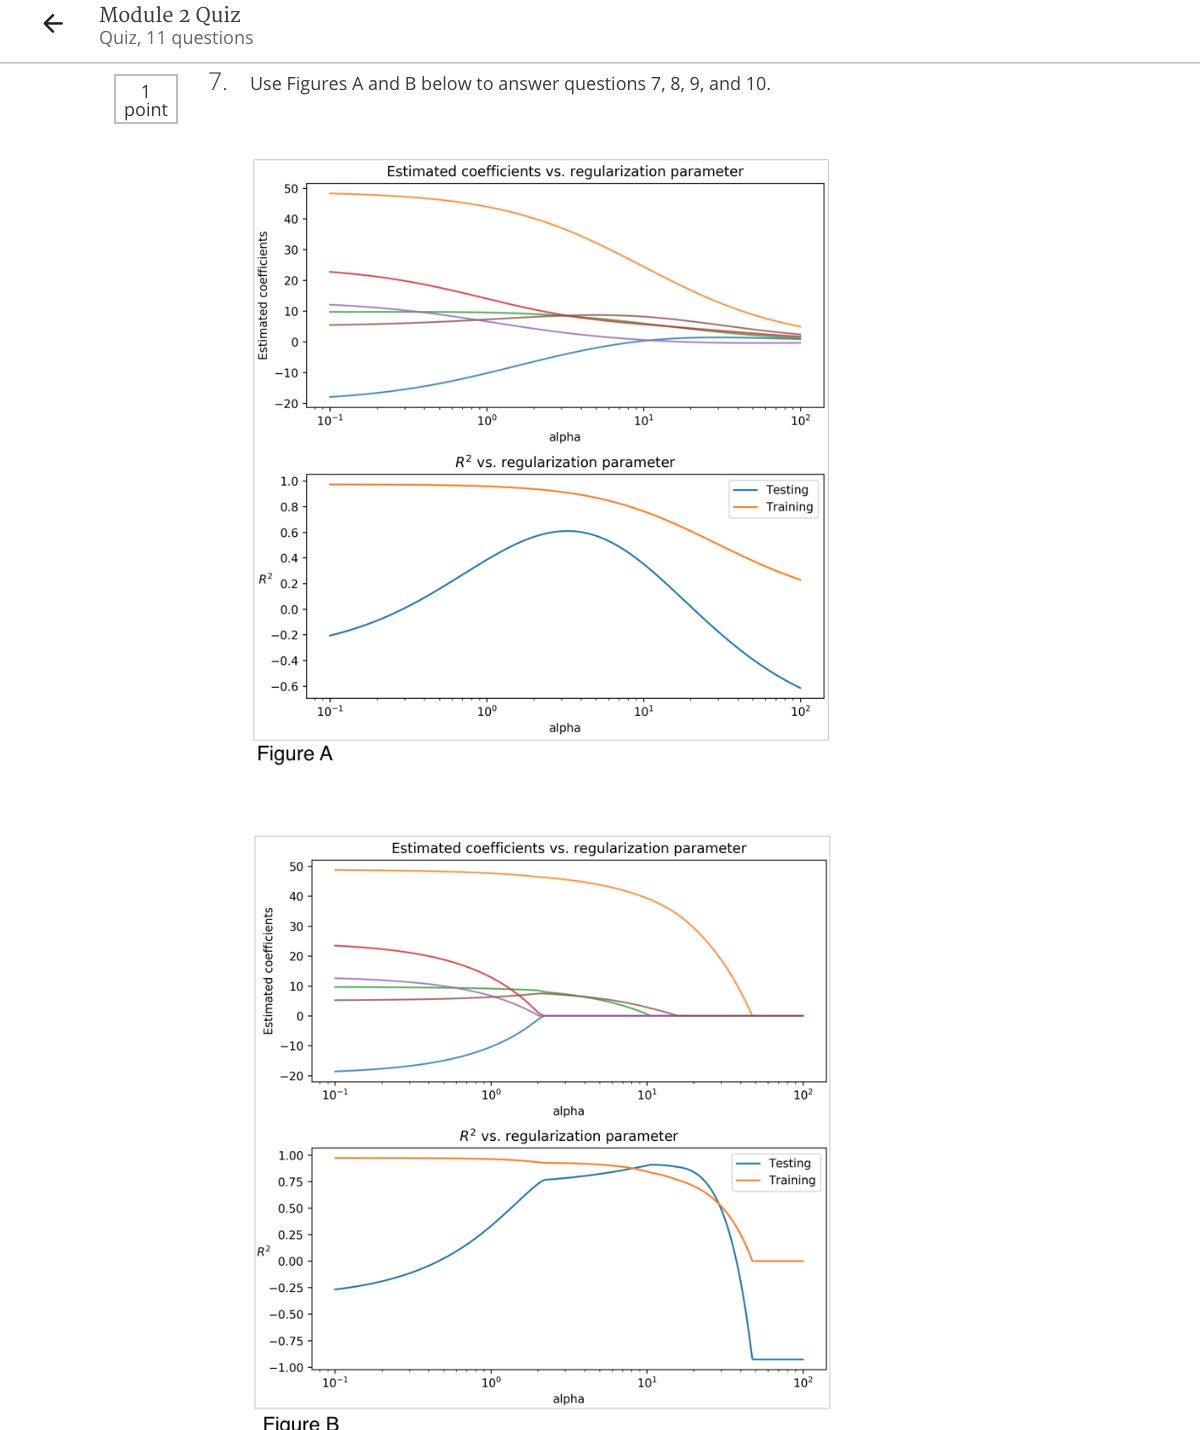 Module 2 Quiz
Quiz, 11 questions
1
point
7. Use Figures A and B below to answer questions 7, 8, 9, and 10.
Estimated coefficients vs. regularization parameter
50
40
30
20
10
0
−10
−20
Estimated coefficients
10⁻¹ 10⁰ 10¹ 10²
alpha
R² vs. regularization parameter
1.0
0.8
0.6
0.4
0.2
0.0
−0.2
−0.4
−0.6
R²
Testing
Training
10⁻¹ 10⁰ 10¹ 10²
alpha
Figure A
Estimated coefficients vs. regularization parameter
50
40
30
20
10
0
−10
−20
Estimated coefficients
10⁻¹ 10⁰ 10¹ 10²
alpha
R² vs. regularization parameter
1.00
0.75
0.50
0.25
0.00
−0.25
−0.50
−0.75
−1.00
R²
Testing
Training
10⁻¹ 10⁰ 10¹ 10²
alpha
Figure B